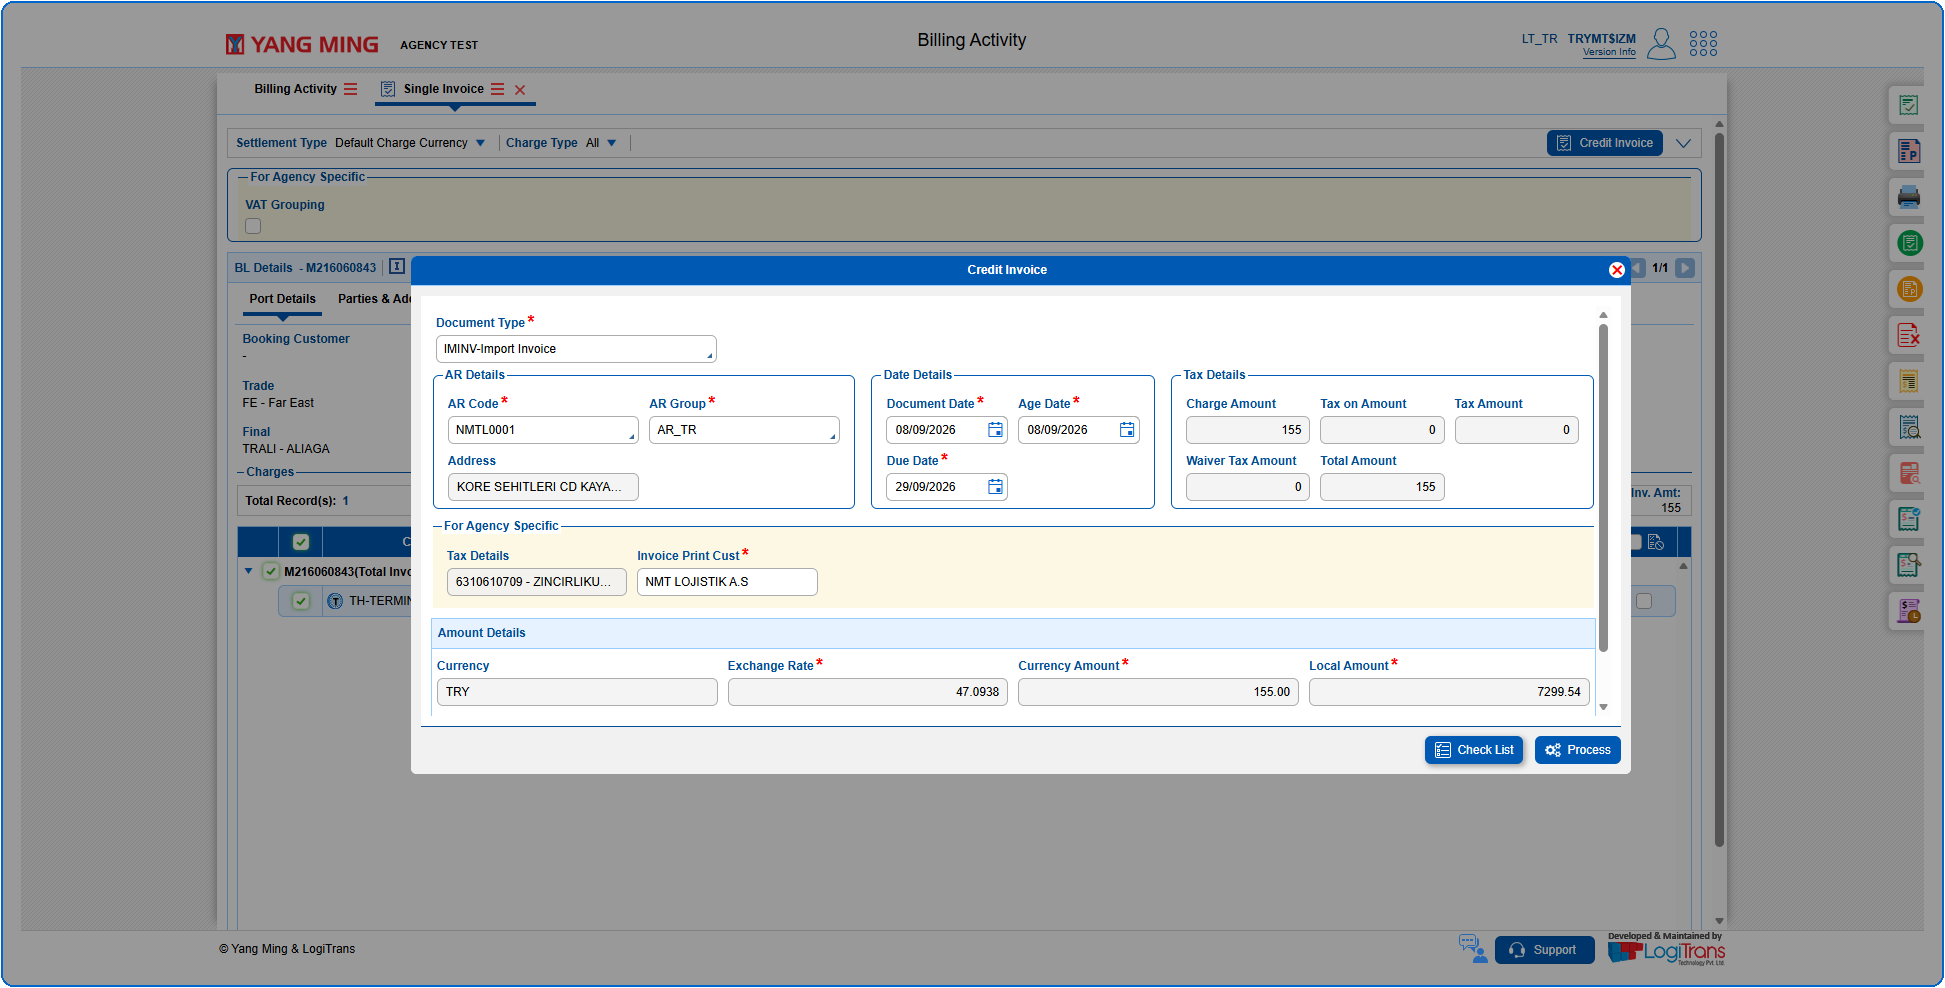 YANG MING AGENCY TEST
Billing Activity
LT_TR TRYMT$IZM
Version Info
Billing Activity
Single Invoice
Settlement Type Default Charge Currency
Charge Type All
Credit Invoice
For Agency Specific
VAT Grouping
BL Details - M216060843
1/1
Port Details Parties &
Booking Customer
-
Trade
FE - Far East
Final
TRALI - ALIAGA
Charges
Total Record(s): 1
Inv. Amt:
155
M216060843(Total
TH-TERMIN
Credit Invoice
Document Type*
IMINV-Import Invoice
AR Details
AR Code* AR Group*
NMTL0001 AR_TR
Address
KORE SEHITLERI CD KAYA...
Date Details
Document Date* Age Date*
08/09/2026 08/09/2026
Due Date*
29/09/2026
Tax Details
Charge Amount Tax on Amount Tax Amount
155 0 0
Waiver Tax Amount Total Amount
0 155
For Agency Specific
Tax Details Invoice Print Cust*
6310610709 - ZINCIRLIKU... NMT LOJISTIK A.S
Amount Details
Currency Exchange Rate* Currency Amount* Local Amount*
TRY 47.0938 155.00 7299.54
Check List Process
© Yang Ming & LogiTrans
Support
Developed & Maintained by
LogiTrans
Technology Pvt. Ltd.